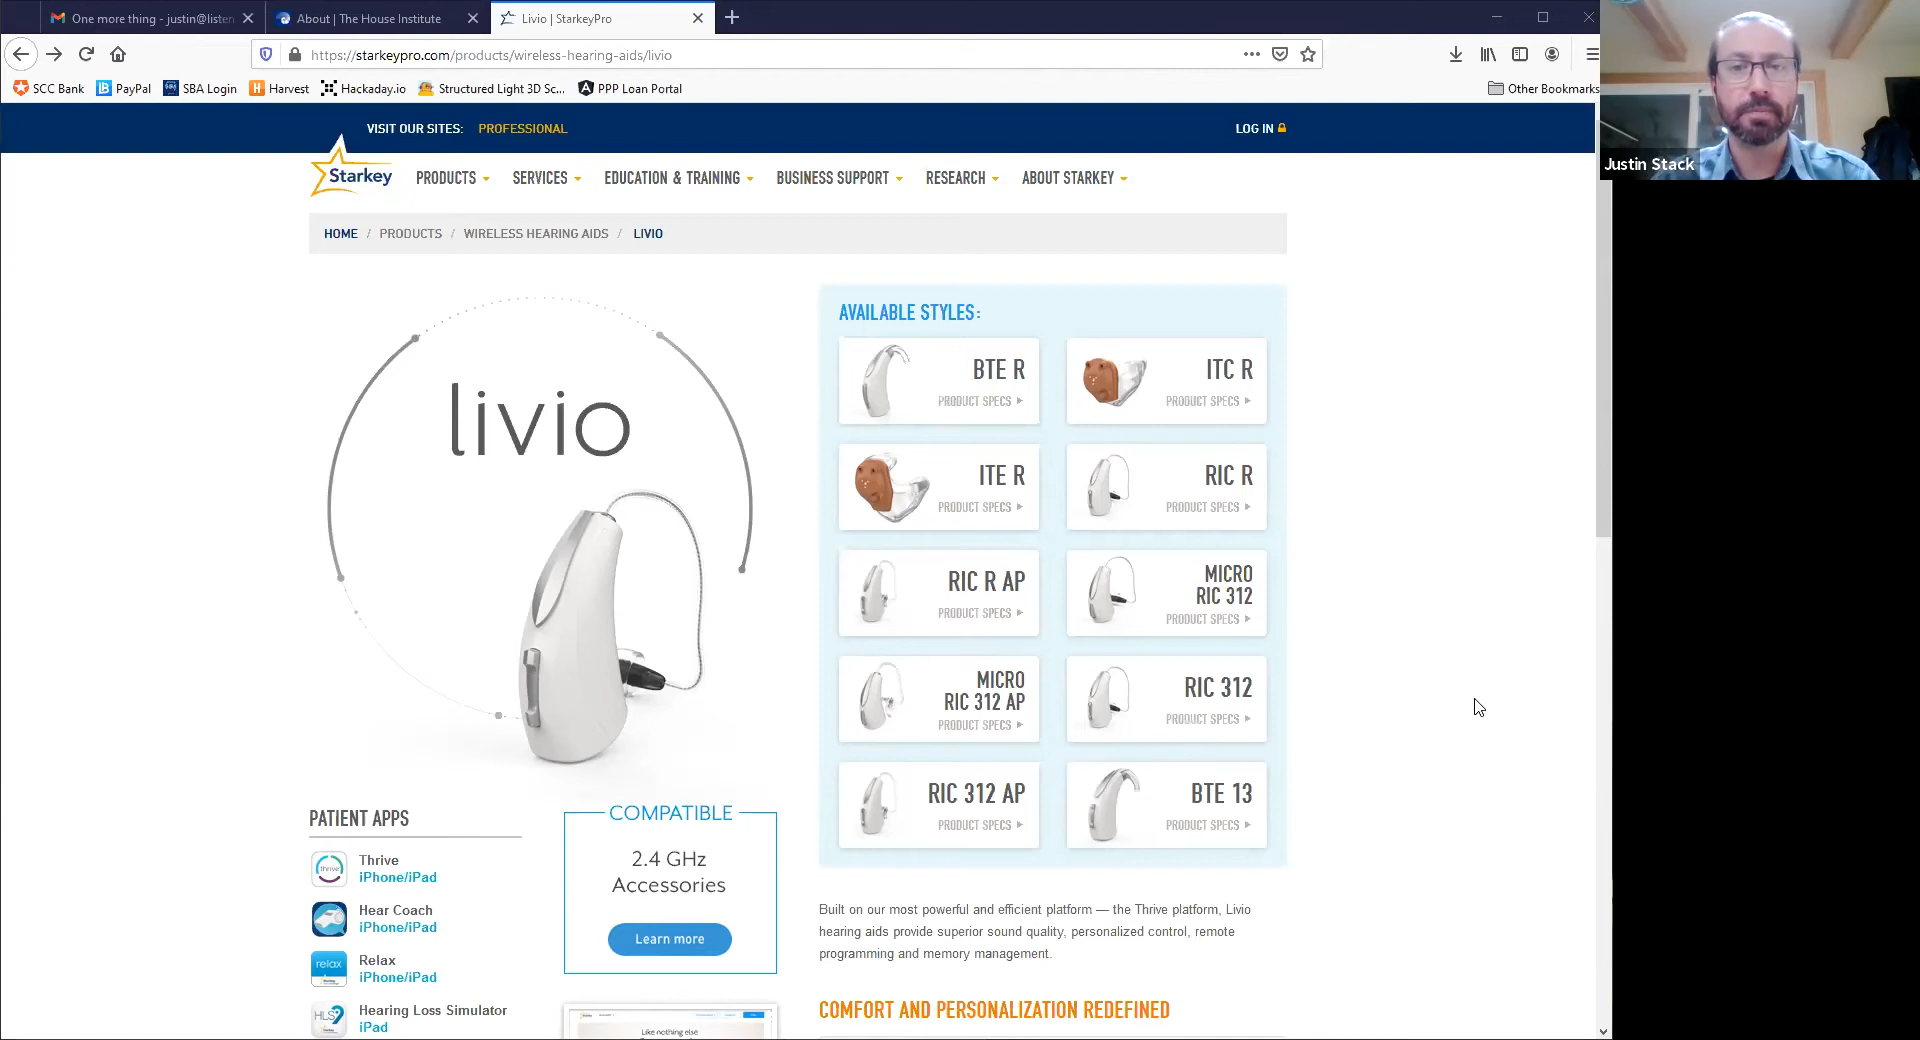 One more thing - justin@listen
About | The House Institute
Livio | StarkeyPro
https://starkeypro.com/products/wireless-hearing-aids/livio
SCC Bank
PayPal
SBA Login
Harvest
Hackaday.io
Structured Light 3D Sc...
PPP Loan Portal
Other Bookmarks
Justin Stack
VISIT OUR SITES: PROFESSIONAL
LOG IN
Starkey
PRODUCTS
SERVICES
EDUCATION & TRAINING
BUSINESS SUPPORT
RESEARCH
ABOUT STARKEY
HOME / PRODUCTS / WIRELESS HEARING AIDS / LIVIO
livio
AVAILABLE STYLES:
BTE R
PRODUCT SPECS
ITC R
PRODUCT SPECS
ITE R
PRODUCT SPECS
RIC R
PRODUCT SPECS
RIC R AP
PRODUCT SPECS
MICRO
RIC 312
PRODUCT SPECS
MICRO
RIC 312 AP
PRODUCT SPECS
RIC 312
PRODUCT SPECS
RIC 312 AP
PRODUCT SPECS
BTE 13
PRODUCT SPECS
PATIENT APPS
thrive
Thrive
iPhone/iPad
Hear Coach
iPhone/iPad
relax
Relax
iPhone/iPad
HLS
Hearing Loss Simulator
iPad
COMPATIBLE
2.4 GHz
Accessories
Learn more
Like nothing else
Built on our most powerful and efficient platform — the Thrive platform, Livio
hearing aids provide superior sound quality, personalized control, remote
programming and memory management.
COMFORT AND PERSONALIZATION REDEFINED